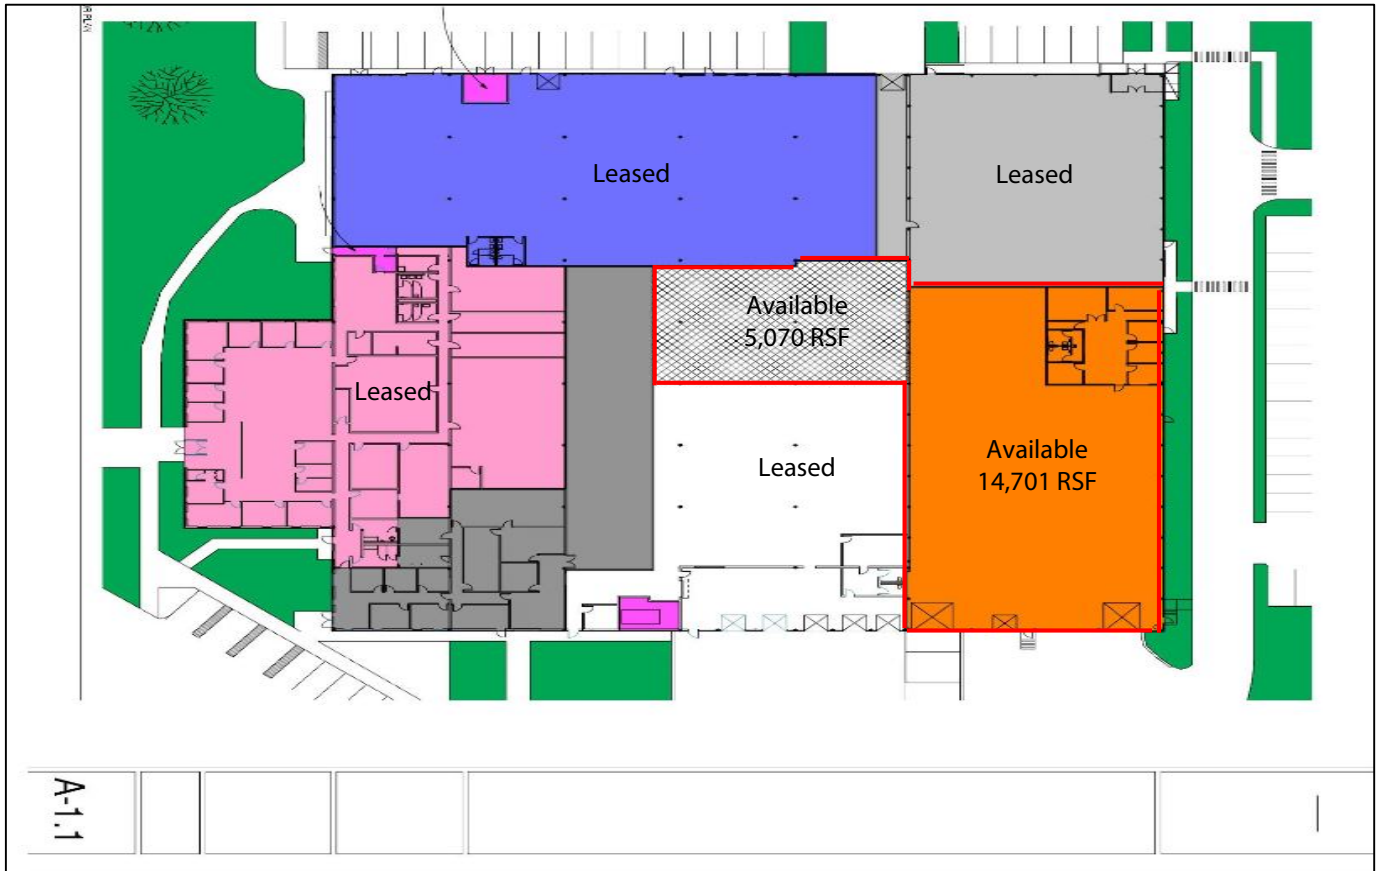 Leased
Leased
Available
5,070 RSF
Leased
Available
14,701 RSF
Leased
A-1.1